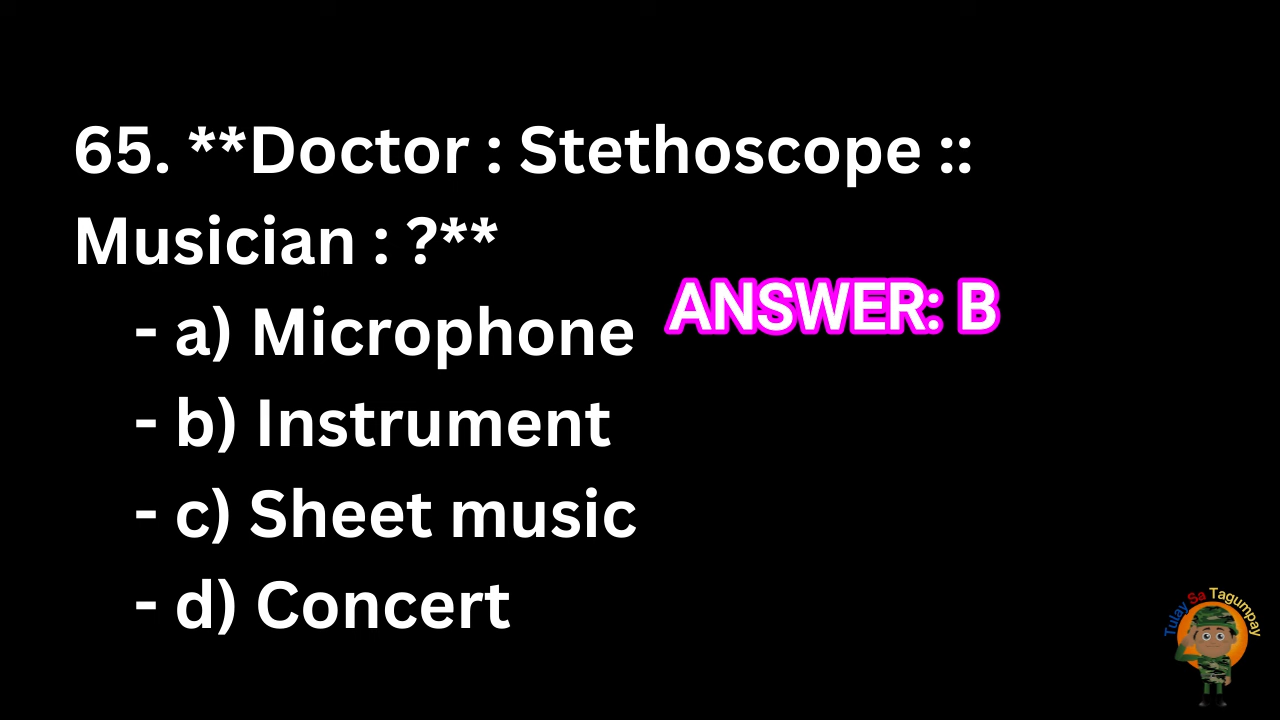 65. **Doctor : Stethoscope ::
Musician : ?**
- a) Microphone
ANSWER: B
- b) Instrument
- c) Sheet music
- d) Concert
Tulay Sa Tagumpay